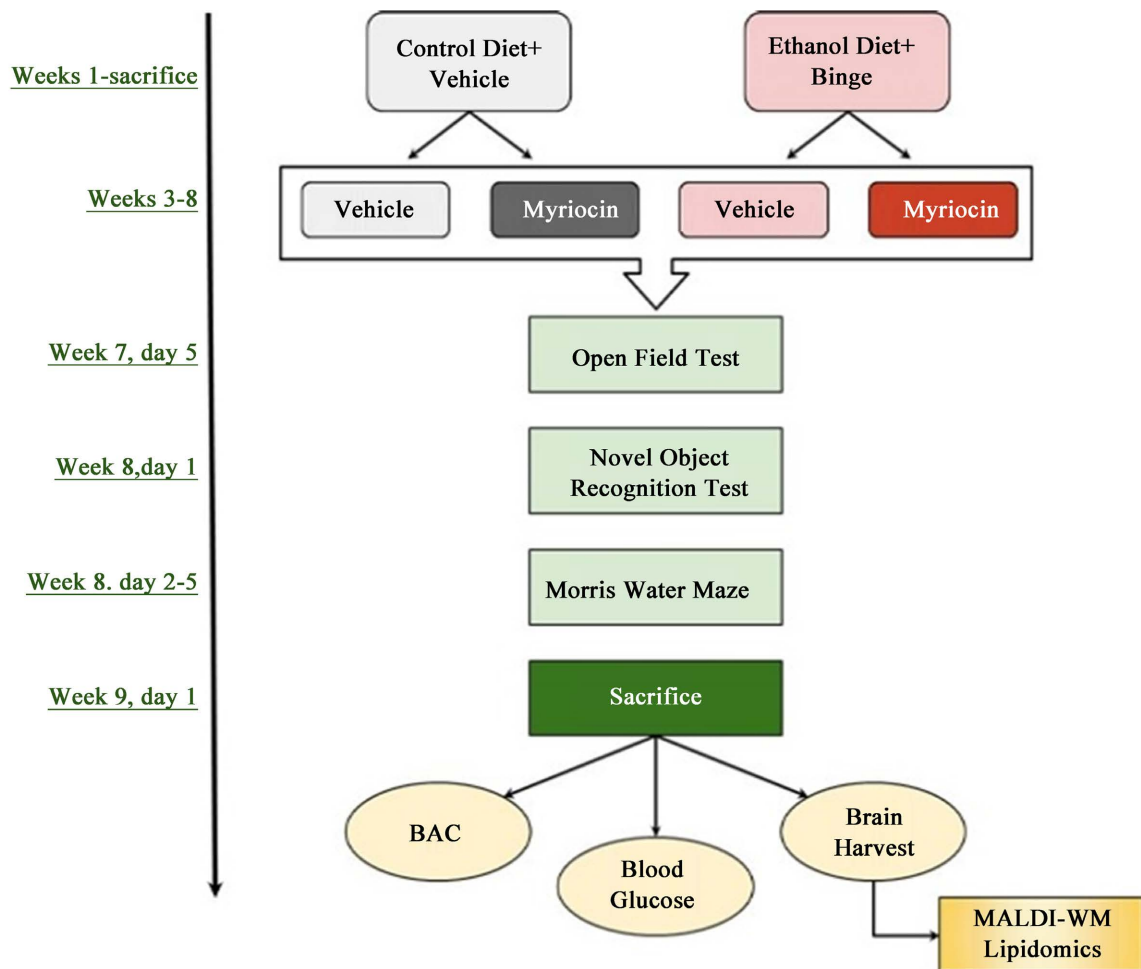 Weeks 1-sacrifice
Control Diet+
Vehicle
Ethanol Diet+
Binge
Weeks 3-8
Vehicle
Myriocin
Vehicle
Myriocin
Week 7, day 5
Open Field Test
Week 8,day 1
Novel Object
Recognition Test
Week 8. day 2-5
Morris Water Maze
Week 9, day 1
Sacrifice
BAC
Blood
Glucose
Brain
Harvest
MALDI-WM
Lipidomics